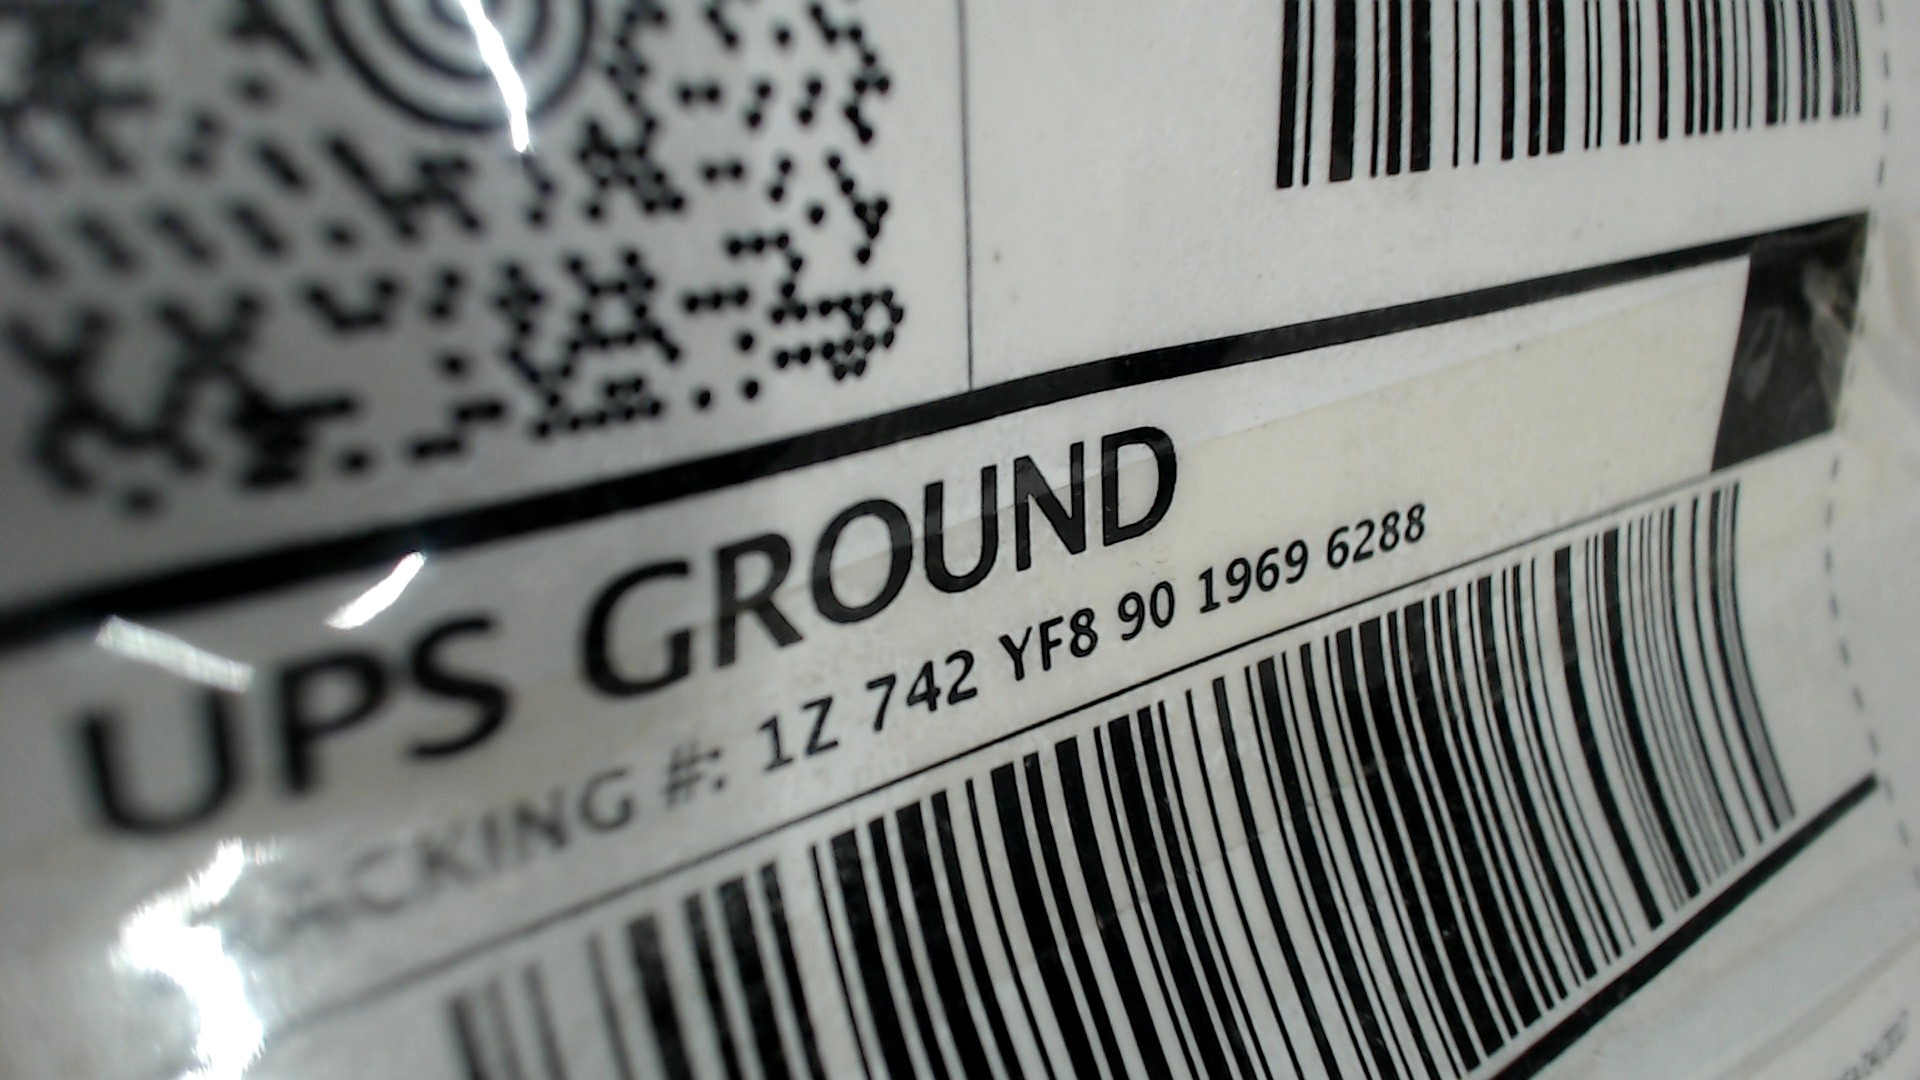 UPS GROUND
TRACKING #: 1Z 742 YF8 90 1969 6288